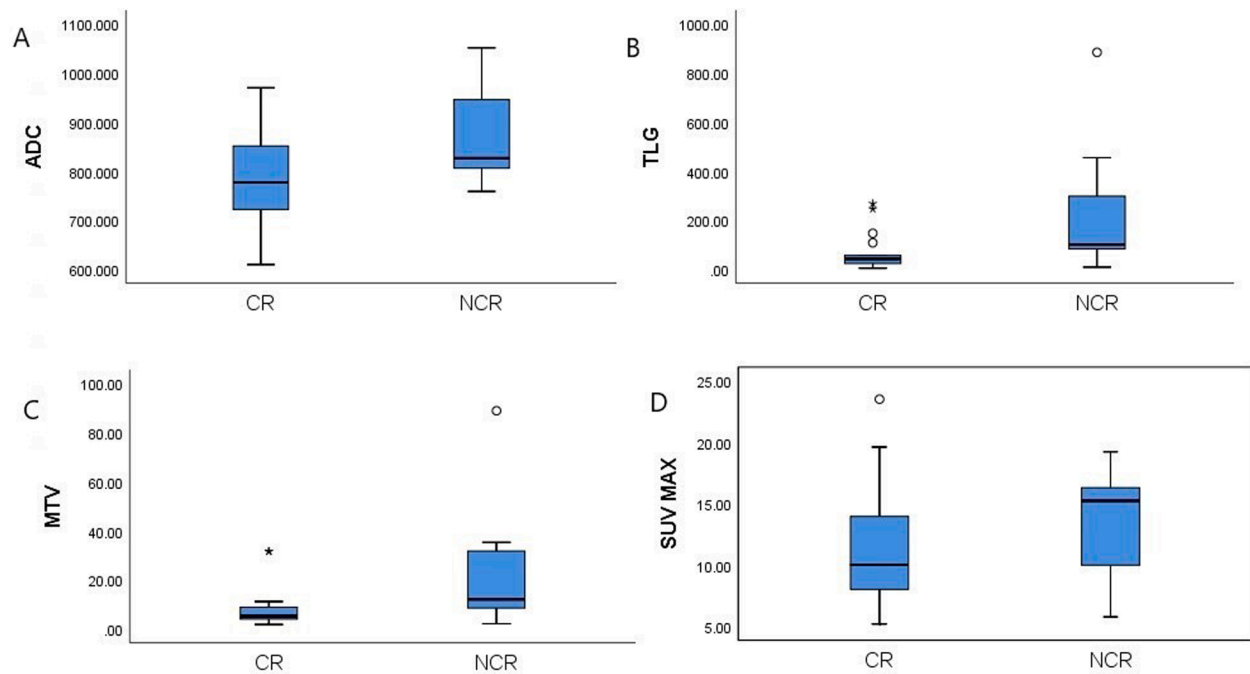 A
1100.000
1000.000
900.000
800.000
700.000
600.000
ADC
CR NCR
B
1000.00
800.00
600.00
400.00
200.00
.00
TLG
CR NCR
C
100.00
80.00
60.00
40.00
20.00
.00
MTV
CR NCR
D
25.00
20.00
15.00
10.00
5.00
SUV MAX
CR NCR